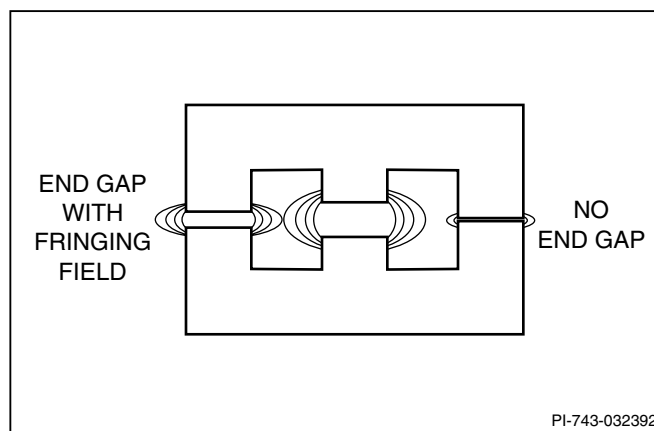 END GAP
WITH
FRINGING
FIELD
NO
END GAP
PI-743-032392